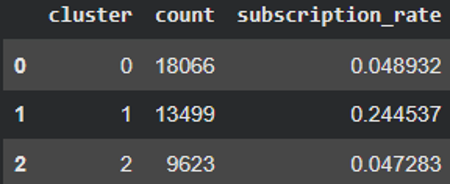 cluster count subscription_rate
0 0 18066 0.048932
1 1 13499 0.244537
2 2 9623 0.047283